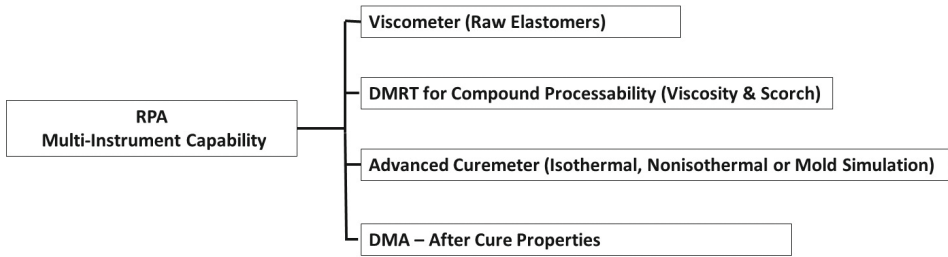 Viscometer (Raw Elastomers)
DMRT for Compound Processability (Viscosity & Scorch)
RPA
Multi-Instrument Capability
Advanced Curemeter (Isothermal, Nonisothermal or Mold Simulation)
DMA – After Cure Properties